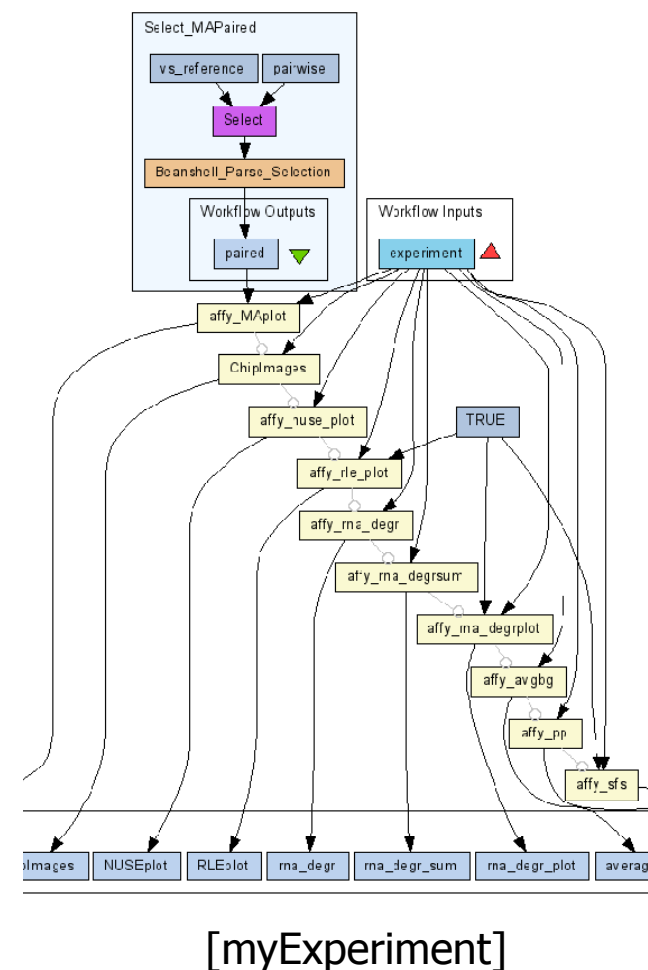 Select_MAPaired
vs_reference
pairwise
Select
Beanshell_Parse_Selection
Workflow Outputs
Workflow Inputs
paired
experiment
affy_MAplot
ChipImages
affy_nuse_plot
TRUE
affy_rle_plot
affy_rna_degr
affy_rna_degrsum
affy_rna_degrplot
affy_avgbg
affy_pp
affy_sfs
NUSEplot
RLEplot
rna_degr
rna_degr_sum
rna_degr_plot
averag
[myExperiment]